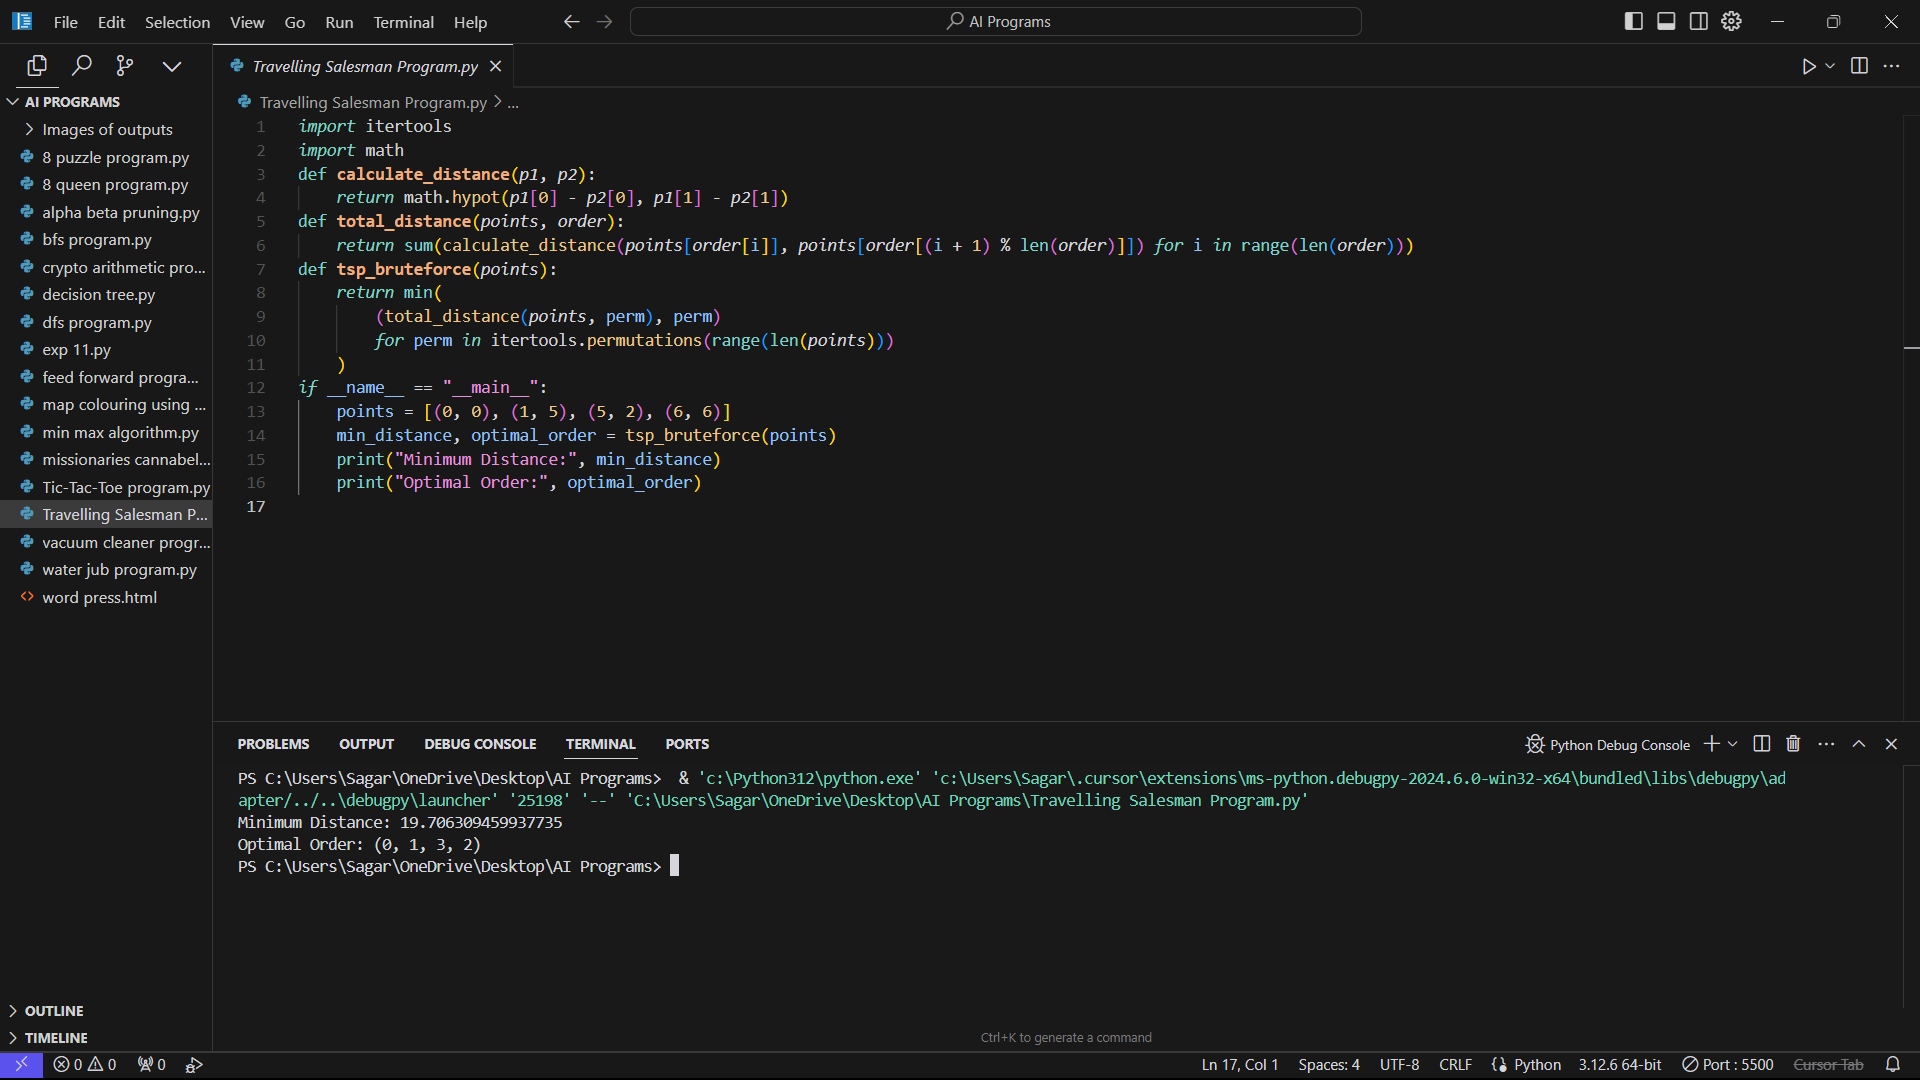 File Edit Selection View Go Run Terminal Help
AI Programs
Travelling Salesman Program.py
AI PROGRAMS
Images of outputs
8 puzzle program.py
8 queen program.py
alpha beta pruning.py
bfs program.py
crypto arithmetic pro...
decision tree.py
dfs program.py
exp 11.py
feed forward progra...
map colouring using ...
min max algorithm.py
missionaries cannabel...
Tic-Tac-Toe program.py
Travelling Salesman P...
vacuum cleaner progr...
water jub program.py
word press.html
OUTLINE
TIMELINE
Travelling Salesman Program.py > ...
1 import itertools
2 import math
3 def calculate_distance(p1, p2):
4 return math.hypot(p1[0] - p2[0], p1[1] - p2[1])
5 def total_distance(points, order):
6 return sum(calculate_distance(points[order[i]], points[order[(i + 1) % len(order)]]) for i in range(len(order)))
7 def tsp_bruteforce(points):
8 return min(
9 (total_distance(points, perm), perm)
10 for perm in itertools.permutations(range(len(points)))
11 )
12 if __name__ == "__main__":
13 points = [(0, 0), (1, 5), (5, 2), (6, 6)]
14 min_distance, optimal_order = tsp_bruteforce(points)
15 print("Minimum Distance:", min_distance)
16 print("Optimal Order:", optimal_order)
17
PROBLEMS OUTPUT DEBUG CONSOLE TERMINAL PORTS
Python Debug Console
PS C:\Users\Sagar\OneDrive\Desktop\AI Programs>  & 'c:\Python312\python.exe' 'c:\Users\Sagar\.cursor\extensions\ms-python.debugpy-2024.6.0-win32-x64\bundled\libs\debugpy\ad
apter/../..\debugpy\launcher' '25198' '--' 'C:\Users\Sagar\OneDrive\Desktop\AI Programs\Travelling Salesman Program.py'
Minimum Distance: 19.706309459937735
Optimal Order: (0, 1, 3, 2)
PS C:\Users\Sagar\OneDrive\Desktop\AI Programs>
Ctrl+K to generate a command
0 0 0
Ln 17, Col 1 Spaces: 4 UTF-8 CRLF Python 3.12.6 64-bit Port : 5500 Cursor Tab